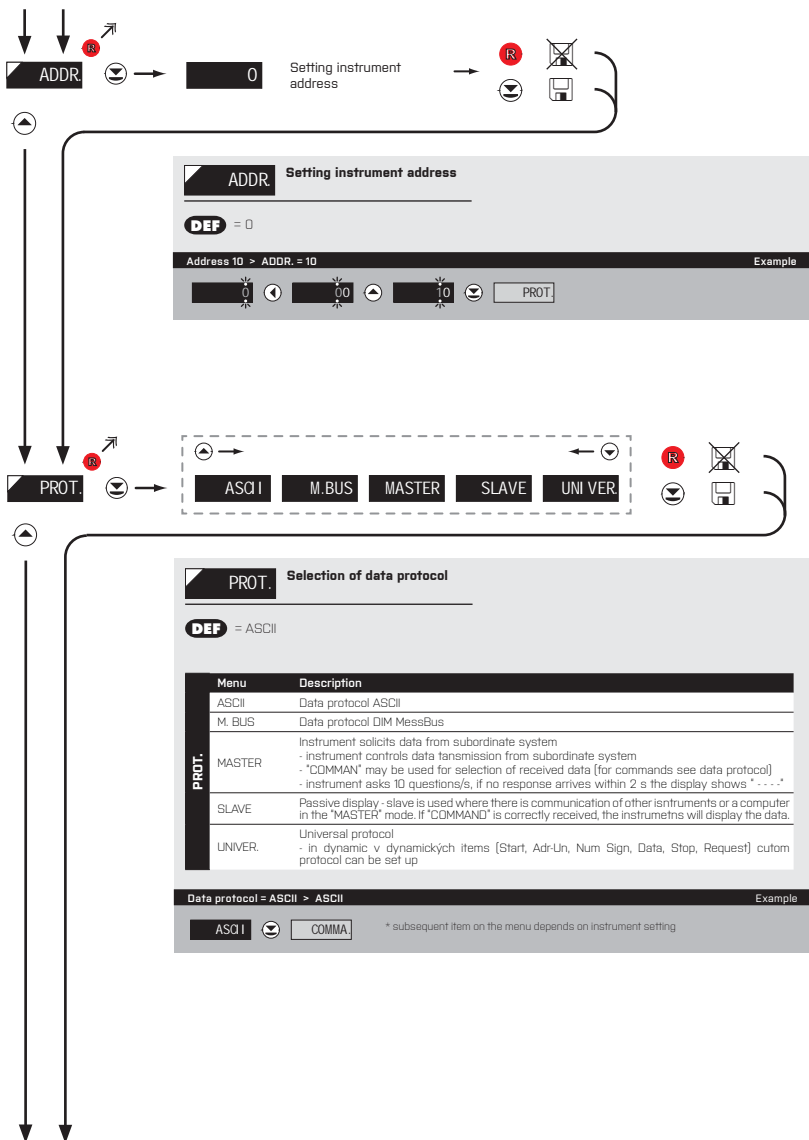 R
ADDR.
0
Setting instrument
address
R
ADDR.
Setting instrument address
DEF = 0
Address 10 > ADDR. = 10 Example
0 00 10 PROT.
R
PROT.
ASCII M.BUS MASTER SLAVE UNIVER.
R
PROT.
Selection of data protocol
DEF = ASCII
PROT.
Menu Description
ASCII Data protocol ASCII
M. BUS Data protocol DIM MessBus
MASTER
Instrument solicits data from subordinate system
- instrument controls data tansmission from subordinate system
- "COMMAN" may be used for selection of received data (for commands see data protocol)
- instrument asks 10 questions/s, if no response arrives within 2 s the display shows " - - - -"
SLAVE
Passive display - slave is used where there is communication of other isntruments or a computer
in the "MASTER" mode. If "COMMAND" is correctly received, the instrumetns will display the data.
UNIVER.
Universal protocol
- in dynamic v dynamických items (Start, Adr-Un, Num Sign, Data, Stop, Request) cutom
protocol can be set up
Data protocol = ASCII > ASCII Example
ASCII COMMA. * subsequent item on the menu depends on instrument setting